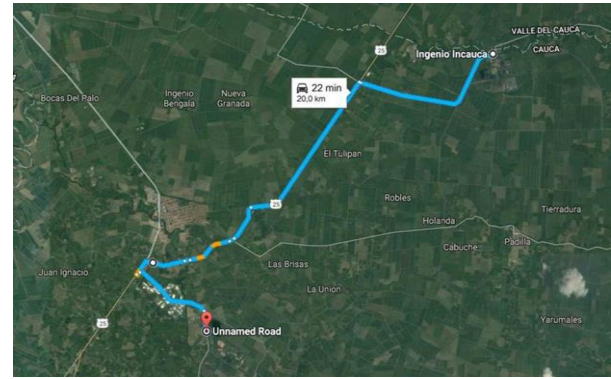 25
VALLE DEL CAUCA
Ingenio Incauca
CAUCA
22 min
20,0 km
Bocas Del Palo
Ingenio
Bengala
Nueva
Granada
El Tulipan
25
Robles
Holanda
Tierradura
Padilla
Cabuche
Las Brisas
Juan Ignacio
La Union
25
Yarumales
Unnamed Road